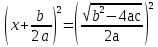 (x + b/2a)² = (√(b² − 4ac)/2a)²